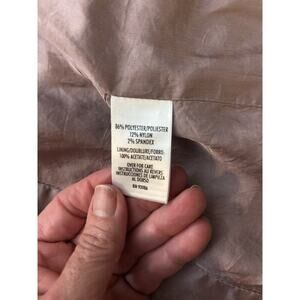 86% POLYESTER/POLIESTER
12% NYLON
2% SPANDEX
LINING/DOUBLURE/FORRO:
100% ACETATE/ACETATO
OVER FOR CARE
INSTRUCTIONS AU REVERS
INSTRUCCIONES DE LIMPIEZA
AL DORSO